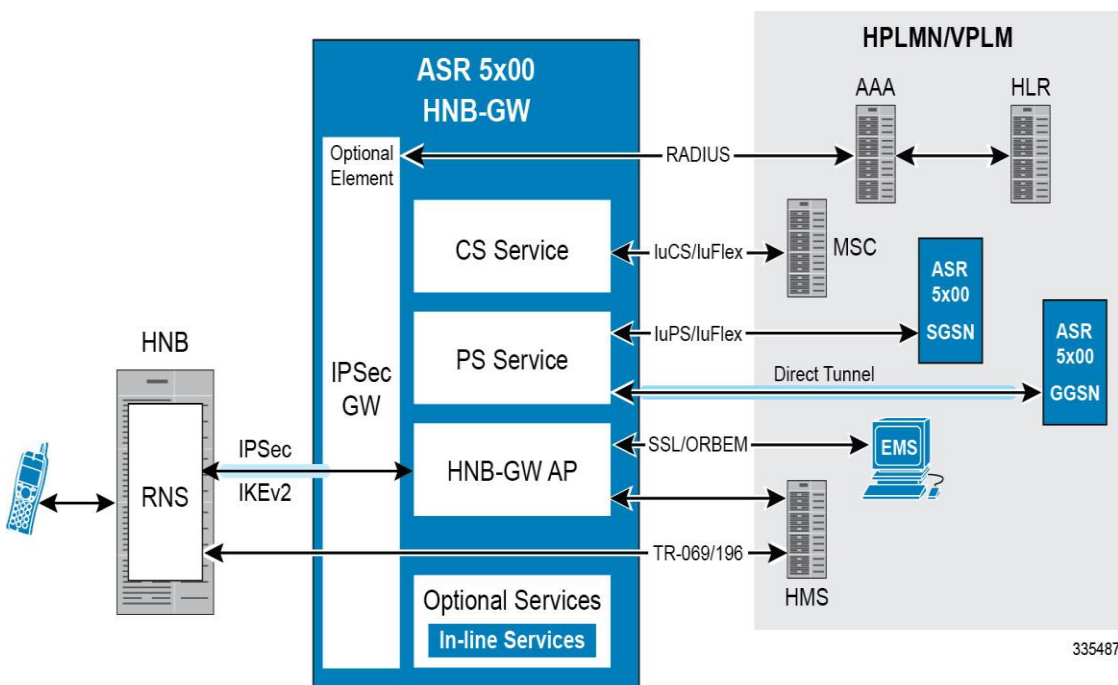 HPLMN/VPLM
ASR 5x00
HNB-GW
AAA
HLR
Optional
Element
RADIUS
CS Service
IuCS/IuFlex
MSC
ASR
5x00
SGSN
PS Service
IuPS/IuFlex
ASR
5x00
GGSN
Direct Tunnel
HNB
IPSec
GW
HNB-GW AP
SSL/ORBEM
EMS
IPSec
IKEv2
RNS
TR-069/196
HMS
Optional Services
In-line Services
335487